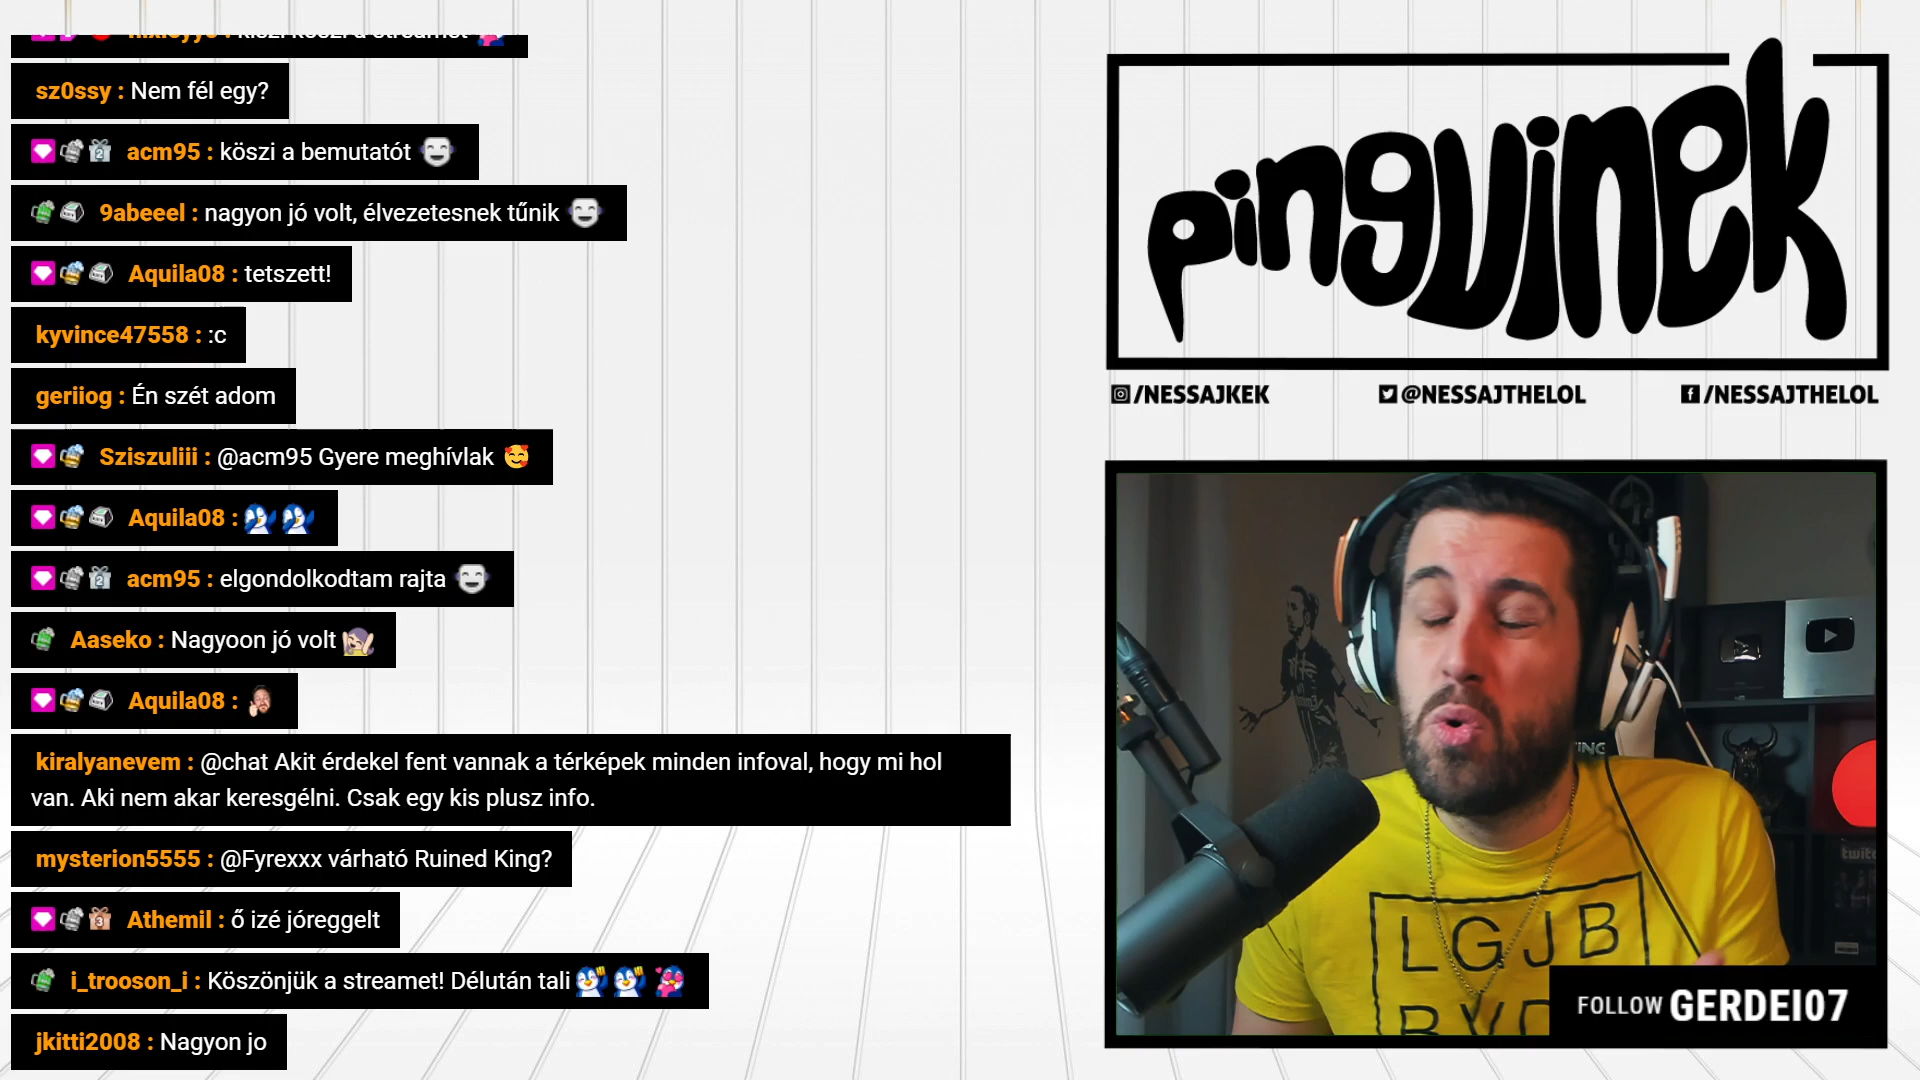 köszi a streamet
sz0ssy : Nem fél egy?
acm95 : köszi a bemutatót
9abeeel : nagyon jó volt, élvezetesnek tűnik
Aquila08 : tetszett!
kyvince47558 : :c
geriiog : Én szét adom
Sziszuliii : @acm95 Gyere meghívlak
Aquila08 :
acm95 : elgondolkodtam rajta
Aaseko : Nagyoon jó volt
Aquila08 :
kiralyanevem : @chat Akit érdekel fent vannak a térképek minden infoval, hogy mi hol
van. Aki nem akar keresgélni. Csak egy kis plusz info.
mysterion5555 : @Fyrexxx várható Ruined King?
Athemil : ő izé jóreggelt
i_trooson_i : Köszönjük a streamet! Délután tali
jkitti2008 : Nagyon jo
pingvinek
/NESSAJKEK
@NESSAJTHELOL
/NESSAJTHELOL
LGJB
FOLLOW GERDEI07